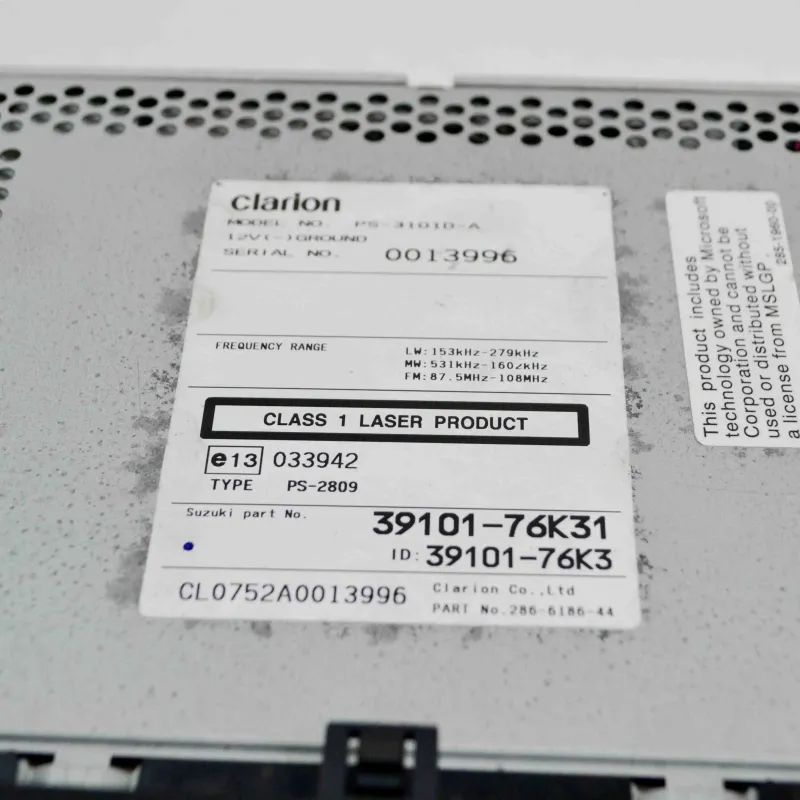 clarion
MODEL NO. PS-3101D-A
12V(-)GROUND
SERIAL NO. 0013996
FREQUENCY RANGE LW:153kHz-279kHz
MW:531kHz-1602kHz
FM:87.5MHz-108MHz
CLASS 1 LASER PRODUCT
e13 033942
TYPE PS-2809
Suzuki part No. 39101-76K31
ID: 39101-76K3
CL0752A0013996 Clarion Co.,Ltd
PART No.286-6186-44
This product includes
technology owned by Microsoft
Corporation and cannot be
used or distributed without
a license from MSLGP. 285-1960-00